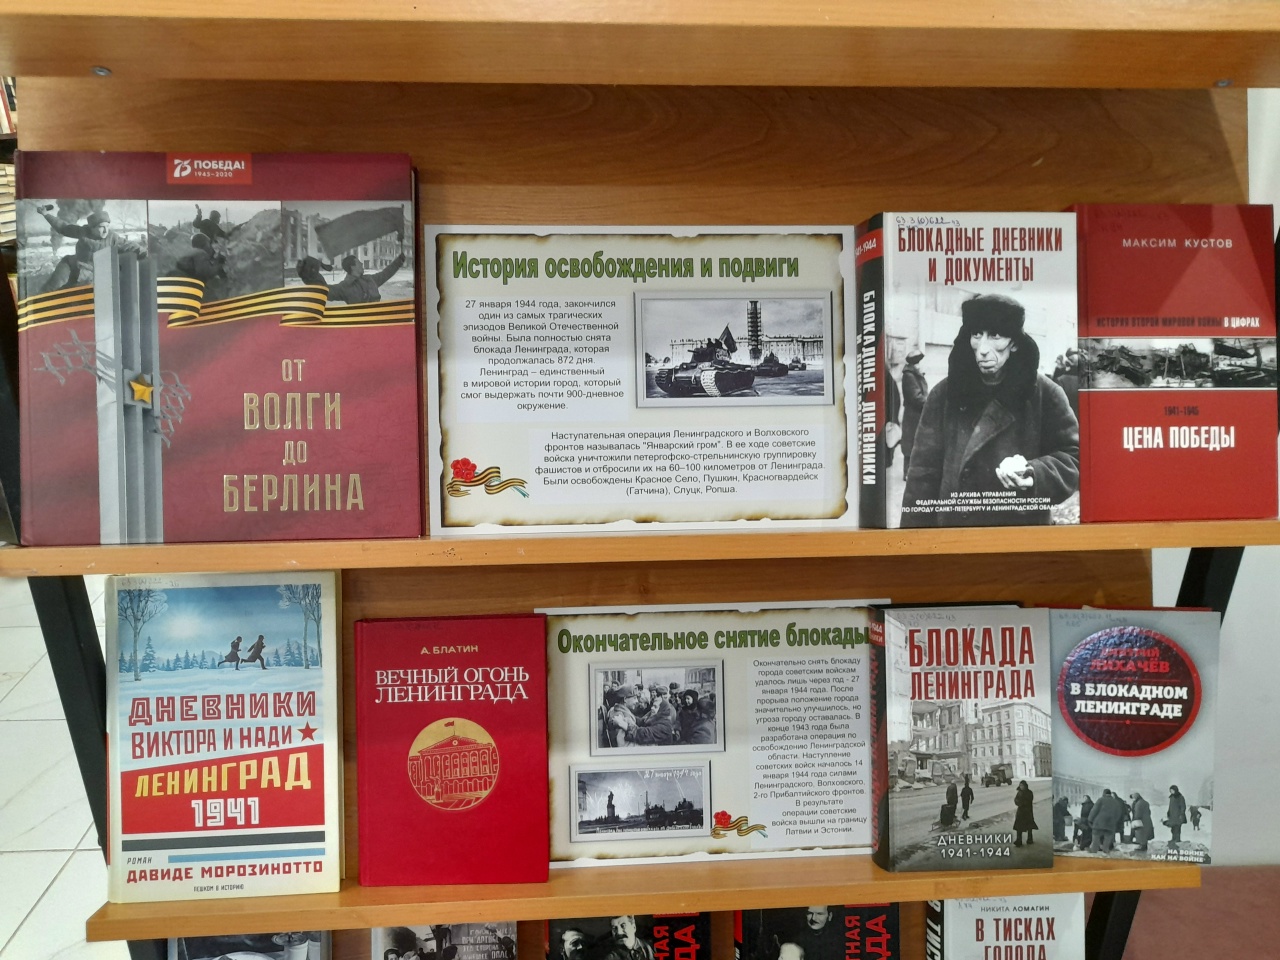 75 ПОБЕДА!
1945–2020
ОТ
ВОЛГИ
ДО
БЕРЛИНА
История освобождения и подвиги
27 января 1944 года, закончился
один из самых трагических
эпизодов Великой Отечественной
войны. Была полностью снята
блокада Ленинграда, которая
продолжалась 872 дня.
Ленинград – единственный
в мировой истории город, который
смог выдержать почти 900-дневное
окружение.
Наступательная операция Ленинградского и Волховского
фронтов называлась "Январский гром". В ее ходе советские
войска уничтожили петергофско-стрельнинскую группировку
фашистов и отбросили их на 60–100 километров от Ленинграда.
Были освобождены Красное Село, Пушкин, Красногвардейск
(Гатчина), Слуцк, Ропша.
БЛОКАДНЫЕ ДНЕВНИКИ
БЛОКАДНЫЕ ДНЕВНИКИ
И ДОКУМЕНТЫ
ИЗ АРХИВА УПРАВЛЕНИЯ
ФЕДЕРАЛЬНОЙ СЛУЖБЫ БЕЗОПАСНОСТИ РОССИИ
ПО ГОРОДУ САНКТ-ПЕТЕРБУРГУ И ЛЕНИНГРАДСКОЙ
МАКСИМ КУСТОВ
ИСТОРИЯ ВТОРОЙ МИРОВОЙ ВОЙНЫ В ЦИФРАХ
1941-1945
ЦЕНА ПОБЕДЫ
ДНЕВНИКИ
ВИКТОРА И НАДИ
ЛЕНИНГРАД
1941
РОМАН
ДАВИДЕ МОРОЗИНОТТО
ПЕШКОМ В ИСТОРИЮ
А. БЛАТИН
ВЕЧНЫЙ ОГОНЬ
ЛЕНИНГРАДА
Окончательное снятие блокады
Окончательно снять блокаду
города советским войскам
удалось лишь через год - 27
января 1944 года. После
прорыва положение города
значительно улучшилось, но
угроза городу оставалась. В
конце 1943 года была
разработана операция по
освобождению Ленинградской
области. Наступление
советских войск началось 14
января 1944 года силами
Ленинградского, Волховского,
2-го Прибалтийского фронтов.
В результате
операции советские
войска вышли на границу
Латвии и Эстонии.
27 января 1944 года
БЛОКАДА
ЛЕНИНГРАДА
ДНЕВНИКИ
1941-1944
ЛИХАЧЁВ
В БЛОКАДНОМ
ЛЕНИНГРАДЕ
НА ВОЙНЕ
КАК НА ВОЙНЕ
НИКИТА ЛОМАГИН
В ТИСКАХ
ГОЛОДА